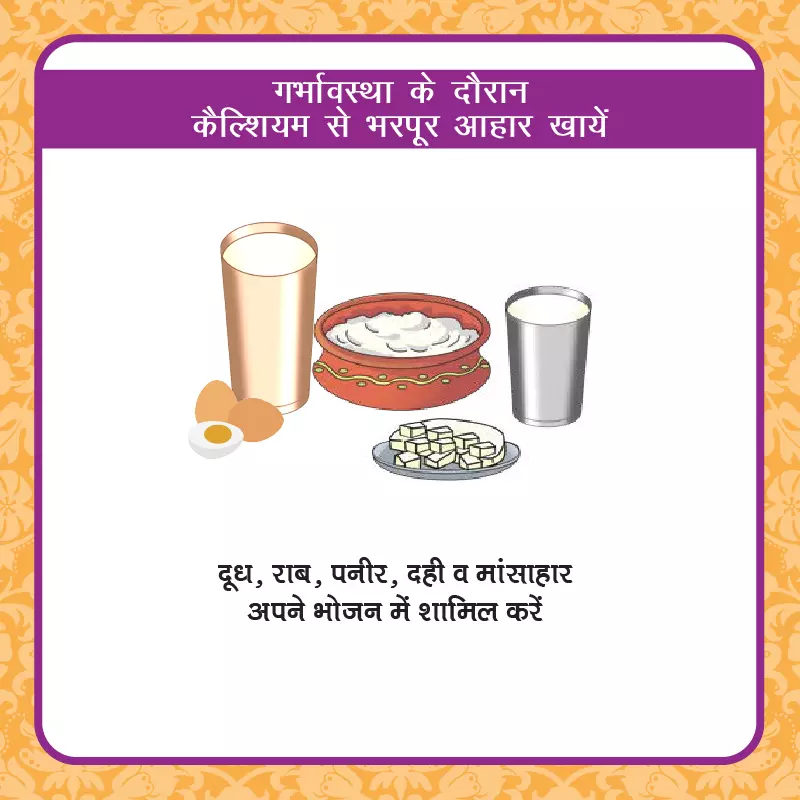 गर्भावस्था के दौरान
कैल्शियम से भरपूर आहार खायें
दूध, राब, पनीर, दही व मांसाहार
अपने भोजन में शामिल करें